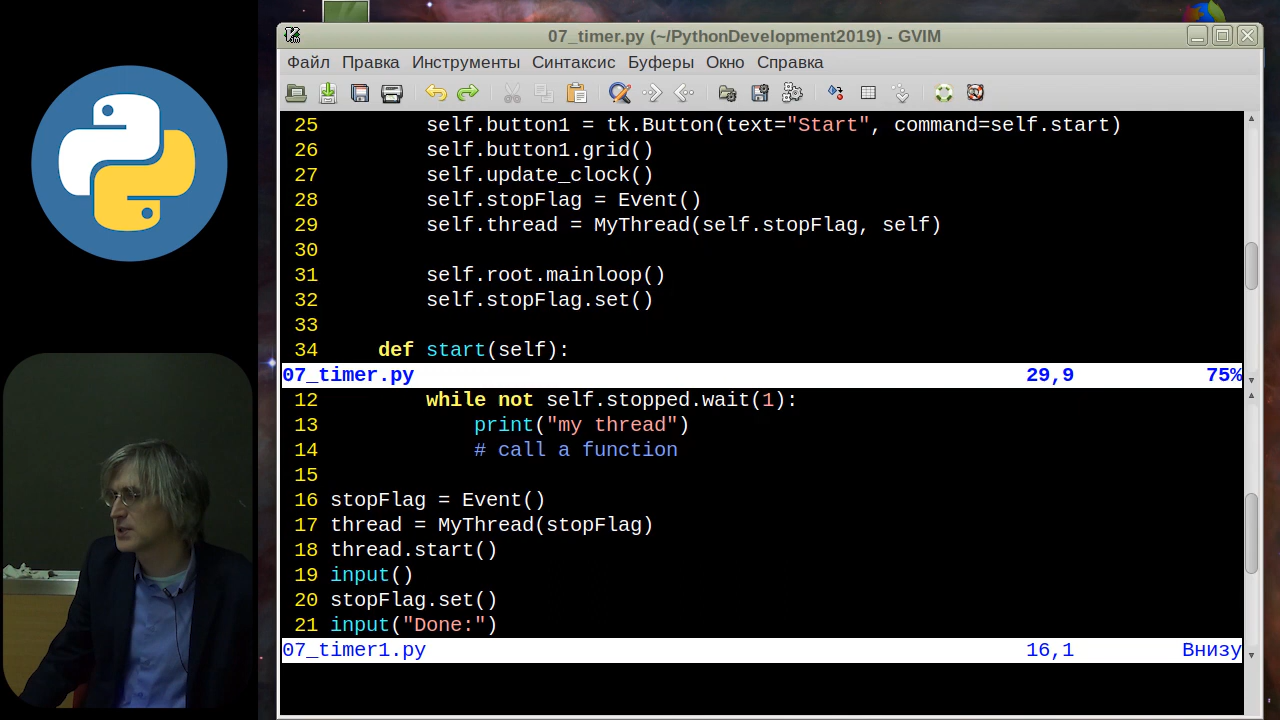 07_timer.py (~/PythonDevelopment2019) - GVIM
Файл Правка Инструменты Синтаксис Буферы Окно Справка
25         self.button1 = tk.Button(text="Start", command=self.start)
26         self.button1.grid()
27         self.update_clock()
28         self.stopFlag = Event()
29         self.thread = MyThread(self.stopFlag, self)
30
31         self.root.mainloop()
32         self.stopFlag.set()
33
34     def start(self):
07_timer.py 29,9 75%
12         while not self.stopped.wait(1):
13             print("my thread")
14             # call a function
15
16 stopFlag = Event()
17 thread = MyThread(stopFlag)
18 thread.start()
19 input()
20 stopFlag.set()
21 input("Done:")
07_timer1.py 16,1 Внизу